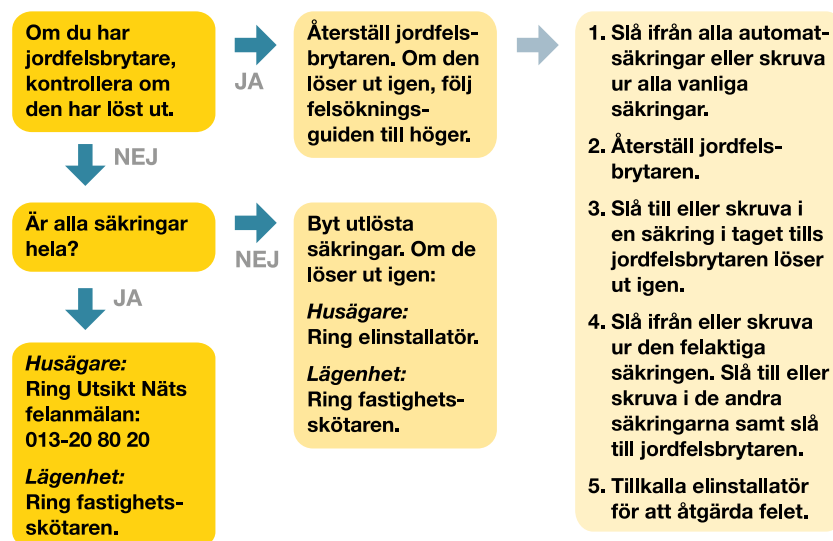 Om du har
jordfelsbrytare,
kontrollera om
den har löst ut.
JA
Återställ jordfels-
brytaren. Om den
löser ut igen, följ
felsöknings-
guiden till höger.
1. Slå ifrån alla automat-
säkringar eller skruva
ur alla vanliga
säkringar.
2. Återställ jordfels-
brytaren.
3. Slå till eller skruva i
en säkring i taget tills
jordfelsbrytaren löser
ut igen.
4. Slå ifrån eller skruva
ur den felaktiga
säkringen. Slå till eller
skruva i de andra
säkringarna samt slå
till jordfelsbrytaren.
5. Tillkalla elinstallatör
för att åtgärda felet.
NEJ
Är alla säkringar
hela?
NEJ
Byt utlösta
säkringar. Om de
löser ut igen:
Husägare:
Ring elinstallatör.
Lägenhet:
Ring fastighets-
skötaren.
JA
Husägare:
Ring Utsikt Näts
felanmälan:
013-20 80 20
Lägenhet:
Ring fastighets-
skötaren.